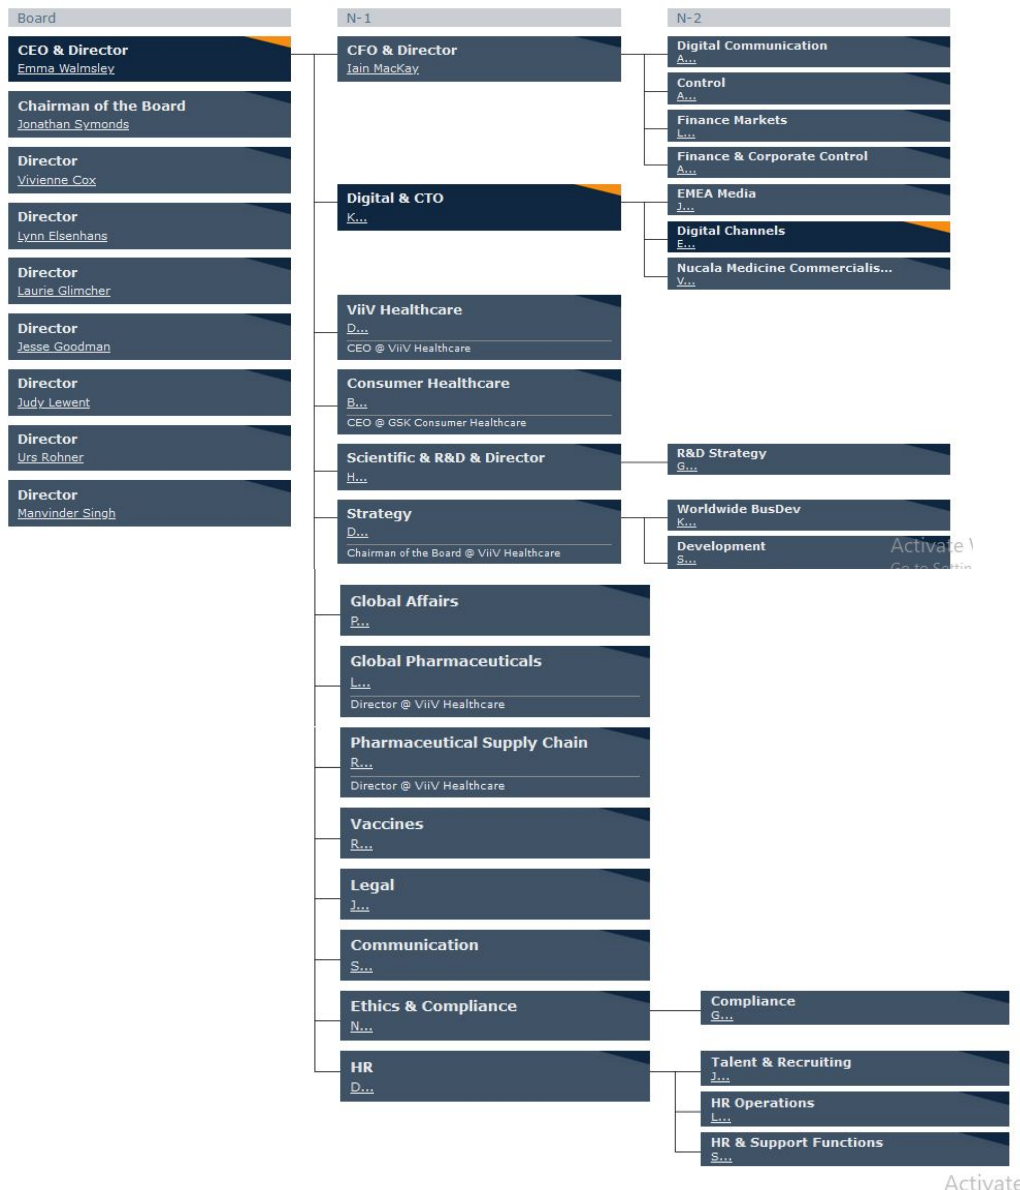 Board
N-1
N-2
CEO & Director
Emma Walmsley
CFO & Director
Iain MacKay
Digital Communication
A...
Control
A...
Finance Markets
L...
Finance & Corporate Control
A...
Chairman of the Board
Jonathan Symonds
Director
Vivienne Cox
Director
Lynn Elsenhans
Director
Laurie Glimcher
Director
Jesse Goodman
Director
Judy Lewent
Director
Urs Rohner
Director
Manvinder Singh
Digital & CTO
K...
EMEA Media
J...
Digital Channels
E...
Nucala Medicine Commercialis...
V...
ViiV Healthcare
D...
CEO @ ViiV Healthcare
Consumer Healthcare
B...
CEO @ GSK Consumer Healthcare
Scientific & R&D & Director
H...
R&D Strategy
G...
Strategy
D...
Chairman of the Board @ ViiV Healthcare
Worldwide BusDev
K...
Development
S...
Activate
Go to Settin
Global Affairs
P...
Global Pharmaceuticals
L...
Director @ ViiV Healthcare
Pharmaceutical Supply Chain
R...
Director @ ViiV Healthcare
Vaccines
R...
Legal
J...
Communication
S...
Ethics & Compliance
N...
Compliance
G...
HR
D...
Talent & Recruiting
J...
HR Operations
L...
HR & Support Functions
S...
Activate